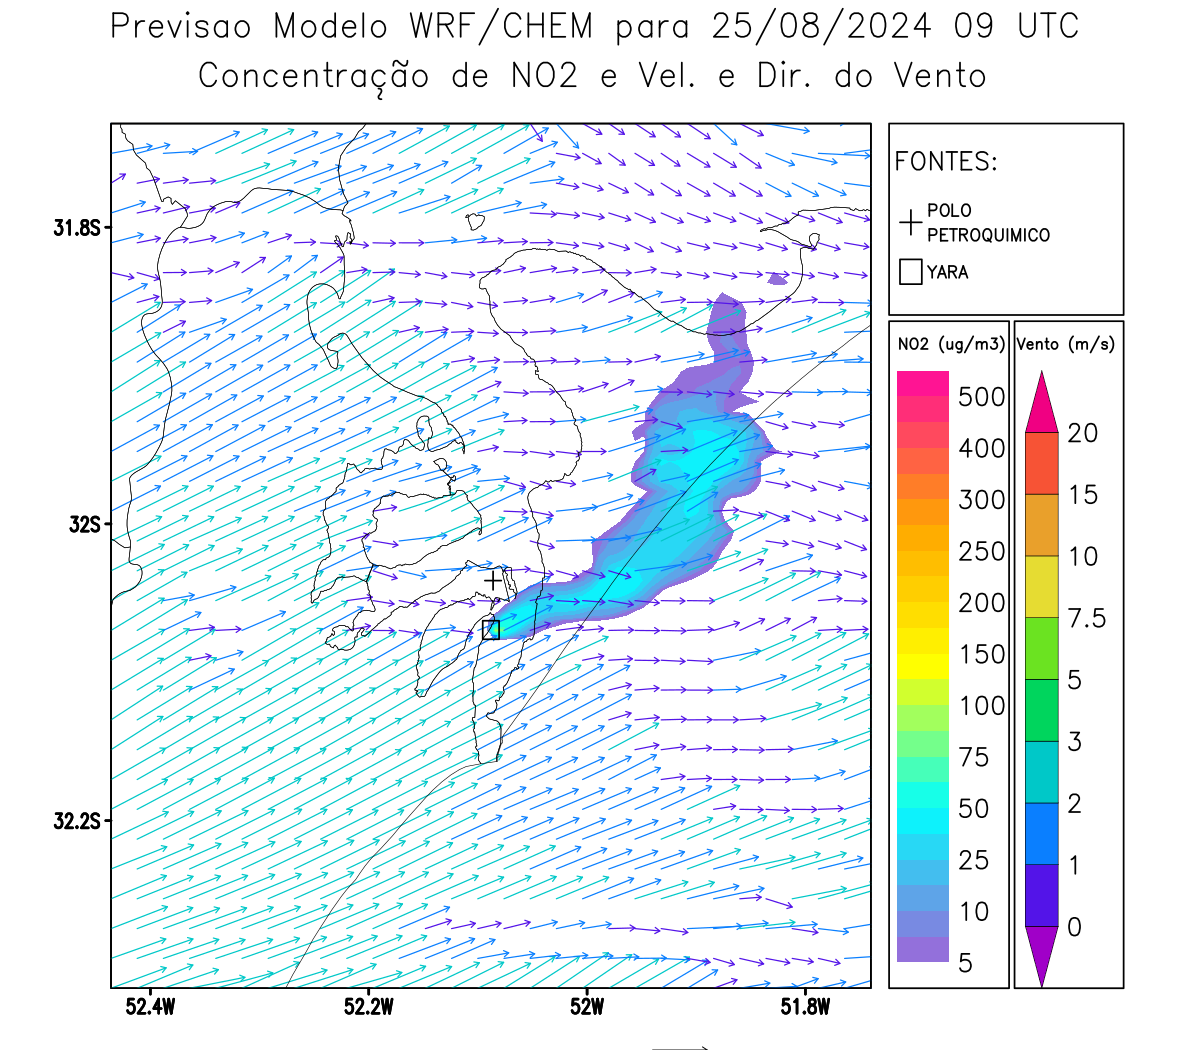 Previsao Modelo WRF/CHEM para 25/08/2024 09 UTC
Concentração de NO2 e Vel. e Dir. do Vento
FONTES:
POLO
PETROQUIMICO
YARA
31.8S
32S
32.2S
52.4W
52.2W
52W
51.8W
NO2 (ug/m3)
500
400
300
250
200
150
100
75
50
25
10
5
Vento (m/s)
20
15
10
7.5
5
3
2
1
0